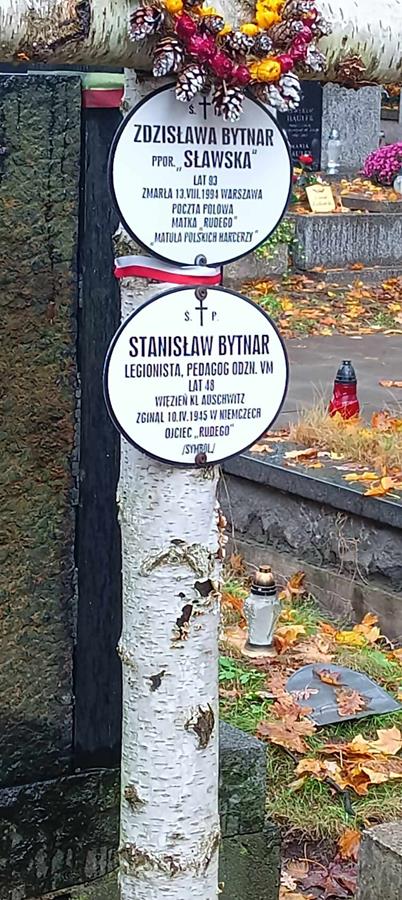 Ś. P.
ZDZISŁAWA BYTNAR
PPOR. „SŁAWSKA"
LAT 93
ZMARŁA 13.VIII.1994 WARSZAWA
POCZTA POLOWA
MATKA „RUDEGO"
„MATULA POLSKICH HARCERZY"
Ś. P.
STANISŁAW BYTNAR
LEGIONISTA, PEDAGOG ODZN. VM
LAT 48
WIĘZIEŃ KL AUSCHWITZ
ZGINĄŁ 10.IV.1945 W NIEMCZECH
OJCIEC „RUDEGO"
/SYMBOL/